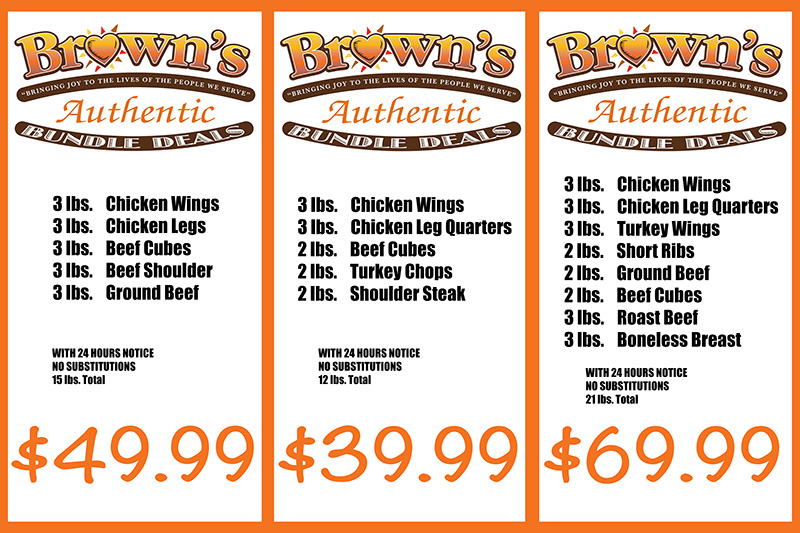 Brown's
"BRINGING JOY TO THE LIVES OF THE PEOPLE WE SERVE"
Authentic
BUNDLE DEALS
3 lbs. Chicken Wings
3 lbs. Chicken Legs
3 lbs. Beef Cubes
3 lbs. Beef Shoulder
3 lbs. Ground Beef
WITH 24 HOURS NOTICE
NO SUBSTITUTIONS
15 lbs. Total
$49.99
Brown's
"BRINGING JOY TO THE LIVES OF THE PEOPLE WE SERVE"
Authentic
BUNDLE DEALS
3 lbs. Chicken Wings
3 lbs. Chicken Leg Quarters
2 lbs. Beef Cubes
2 lbs. Turkey Chops
2 lbs. Shoulder Steak
WITH 24 HOURS NOTICE
NO SUBSTITUTIONS
12 lbs. Total
$39.99
Brown's
"BRINGING JOY TO THE LIVES OF THE PEOPLE WE SERVE"
Authentic
BUNDLE DEALS
3 lbs. Chicken Wings
3 lbs. Chicken Leg Quarters
3 lbs. Turkey Wings
2 lbs. Short Ribs
2 lbs. Ground Beef
2 lbs. Beef Cubes
3 lbs. Roast Beef
3 lbs. Boneless Breast
WITH 24 HOURS NOTICE
NO SUBSTITUTIONS
21 lbs. Total
$69.99